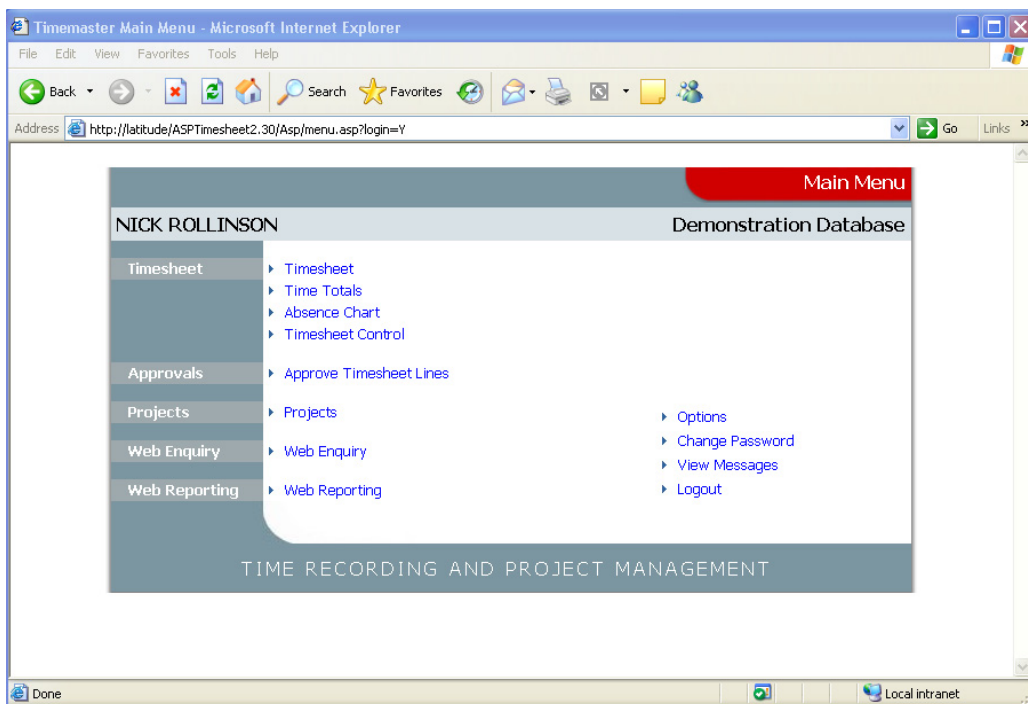 Timemaster Main Menu - Microsoft Internet Explorer
File Edit View Favorites Tools Help
Back Search Favorites
Address http://latitude/ASPTimesheet2.30/Asp/menu.asp?login=Y Go Links »
Main Menu
NICK ROLLINSON Demonstration Database
Timesheet Timesheet
Time Totals
Absence Chart
Timesheet Control
Approvals Approve Timesheet Lines
Projects Projects
Web Enquiry Web Enquiry
Web Reporting Web Reporting
Options
Change Password
View Messages
Logout
TIME RECORDING AND PROJECT MANAGEMENT
Done Local intranet